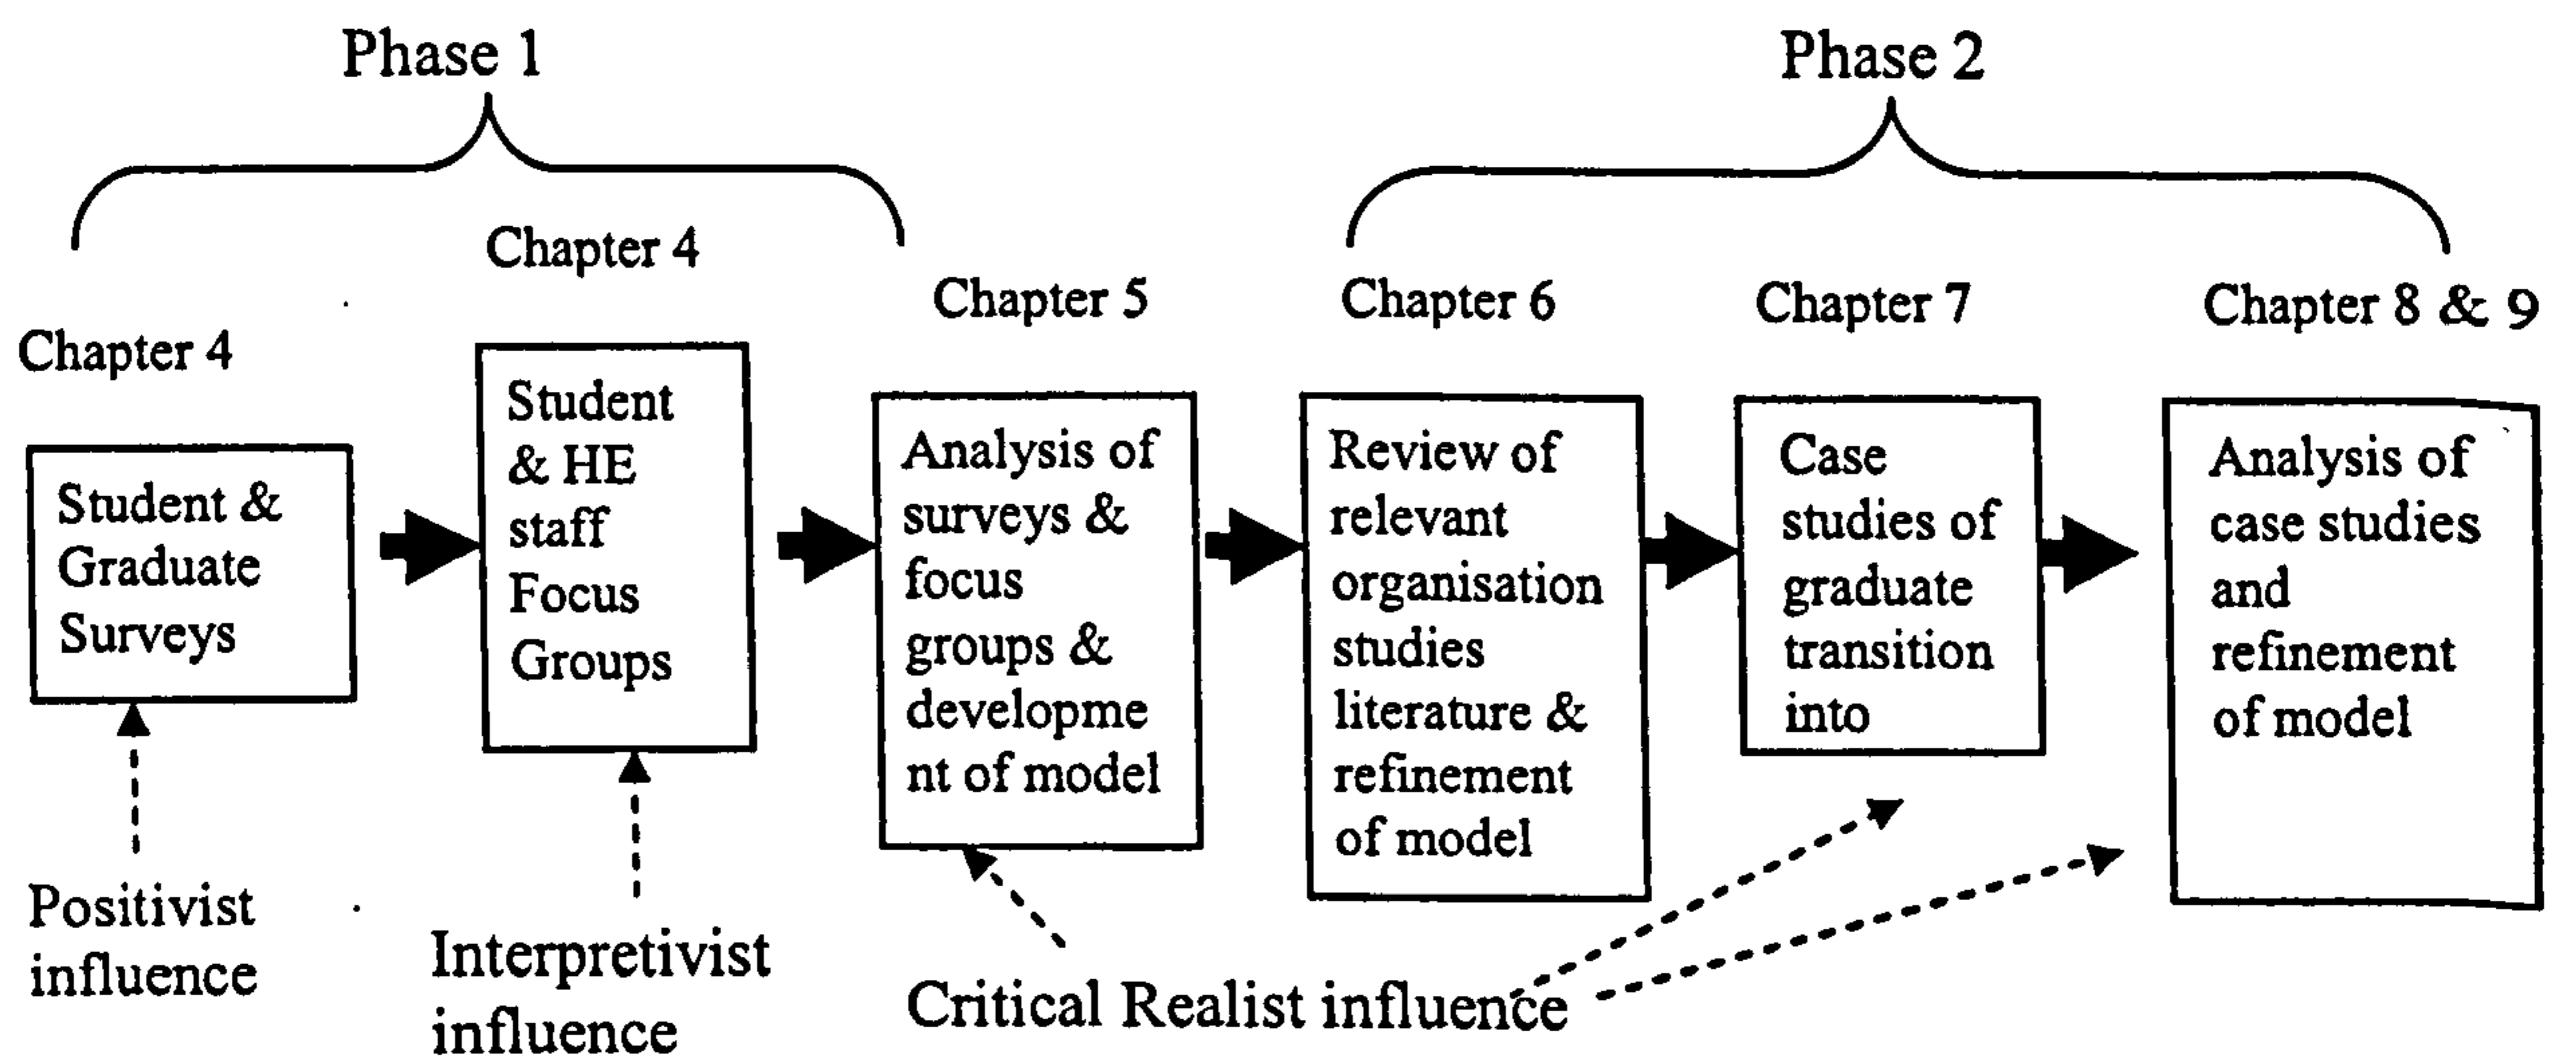 Phase 1
Phase 2
Chapter 4
Chapter 4
Chapter 5
Chapter 6
Chapter 7
Chapter 8 & 9
Student &
Graduate
Surveys
Student
& HE
staff
Focus
Groups
Analysis of
surveys &
focus
groups &
developme
nt of model
Review of
relevant
organisation
studies
literature &
refinement
of model
Case
studies of
graduate
transition
into
Analysis of
case studies
and
refinement
of model
Positivist
influence
Interpretivist
influence
Critical Realist influence